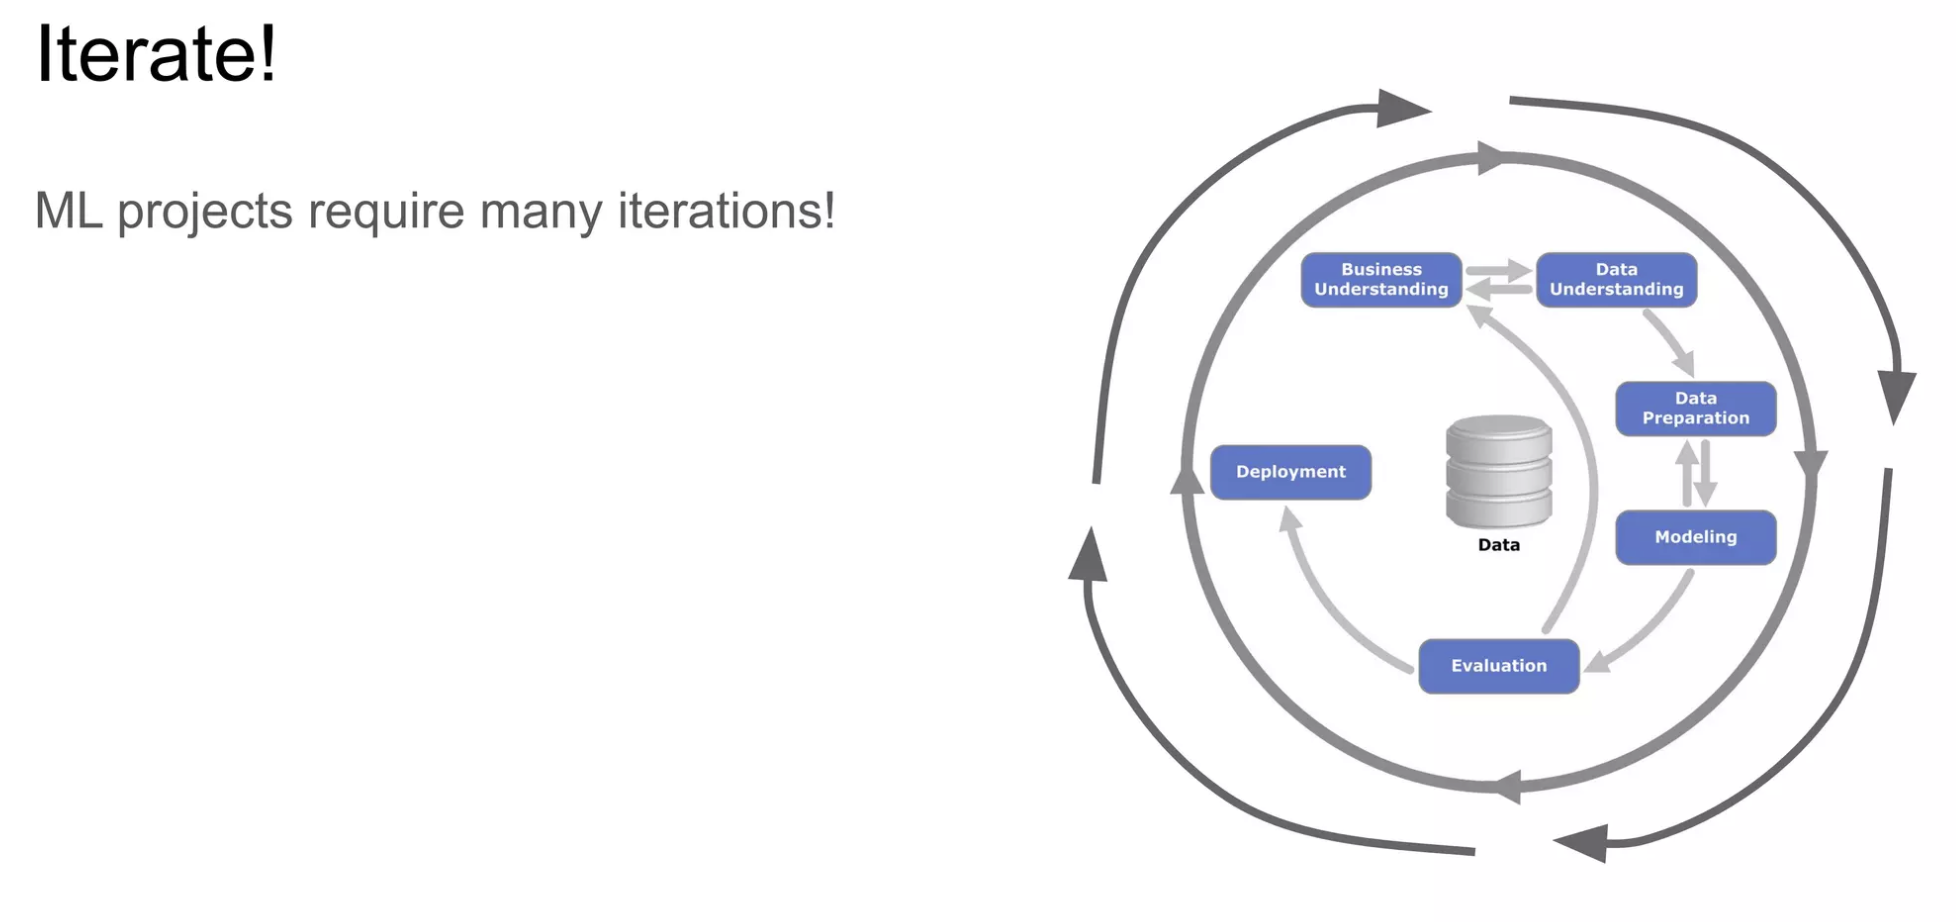 Iterate!
ML projects require many iterations!
Business
Understanding
Data
Understanding
Data
Preparation
Modeling
Evaluation
Deployment
Data